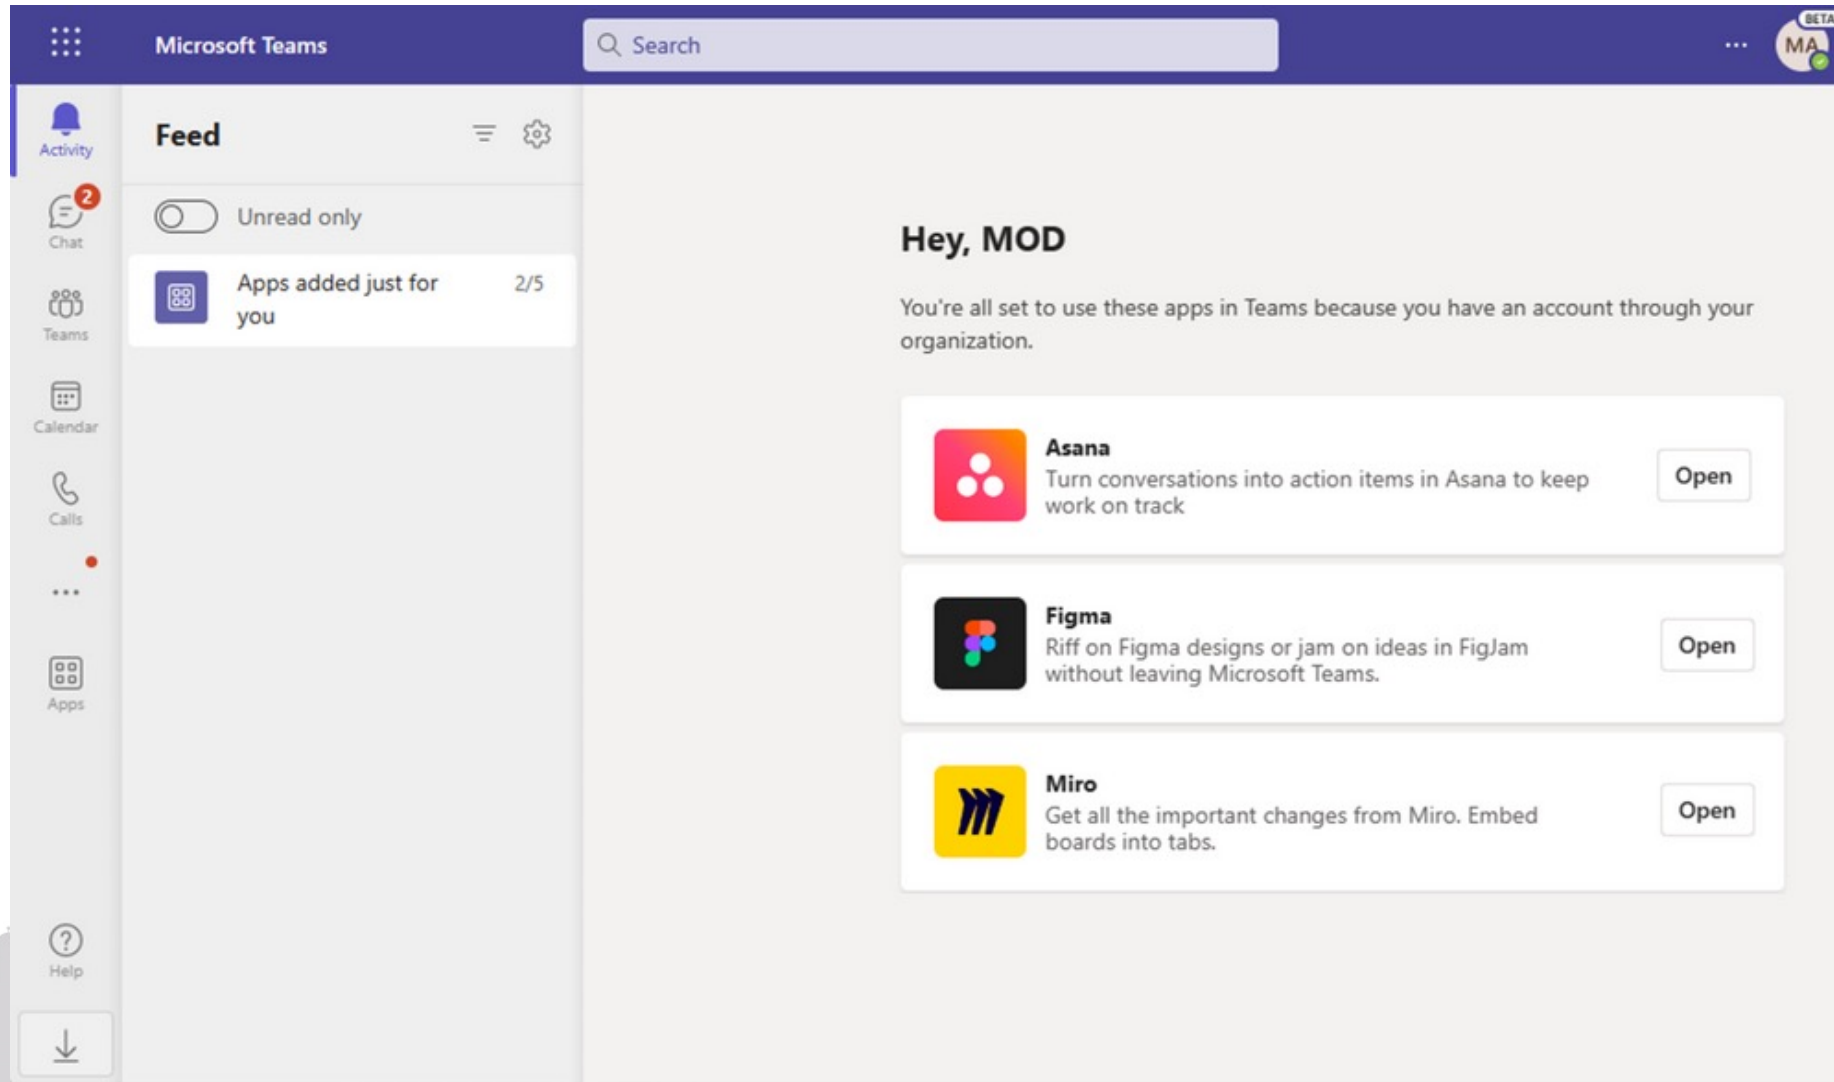 Microsoft Teams
Search
BETA
MA
Activity
2
Chat
Teams
Calendar
Calls
Apps
Help
Feed
Unread only
Apps added just for 2/5
you
Hey, MOD
You're all set to use these apps in Teams because you have an account through your
organization.
Asana
Turn conversations into action items in Asana to keep
work on track
Open
Figma
Riff on Figma designs or jam on ideas in FigJam
without leaving Microsoft Teams.
Open
Miro
Get all the important changes from Miro. Embed
boards into tabs.
Open